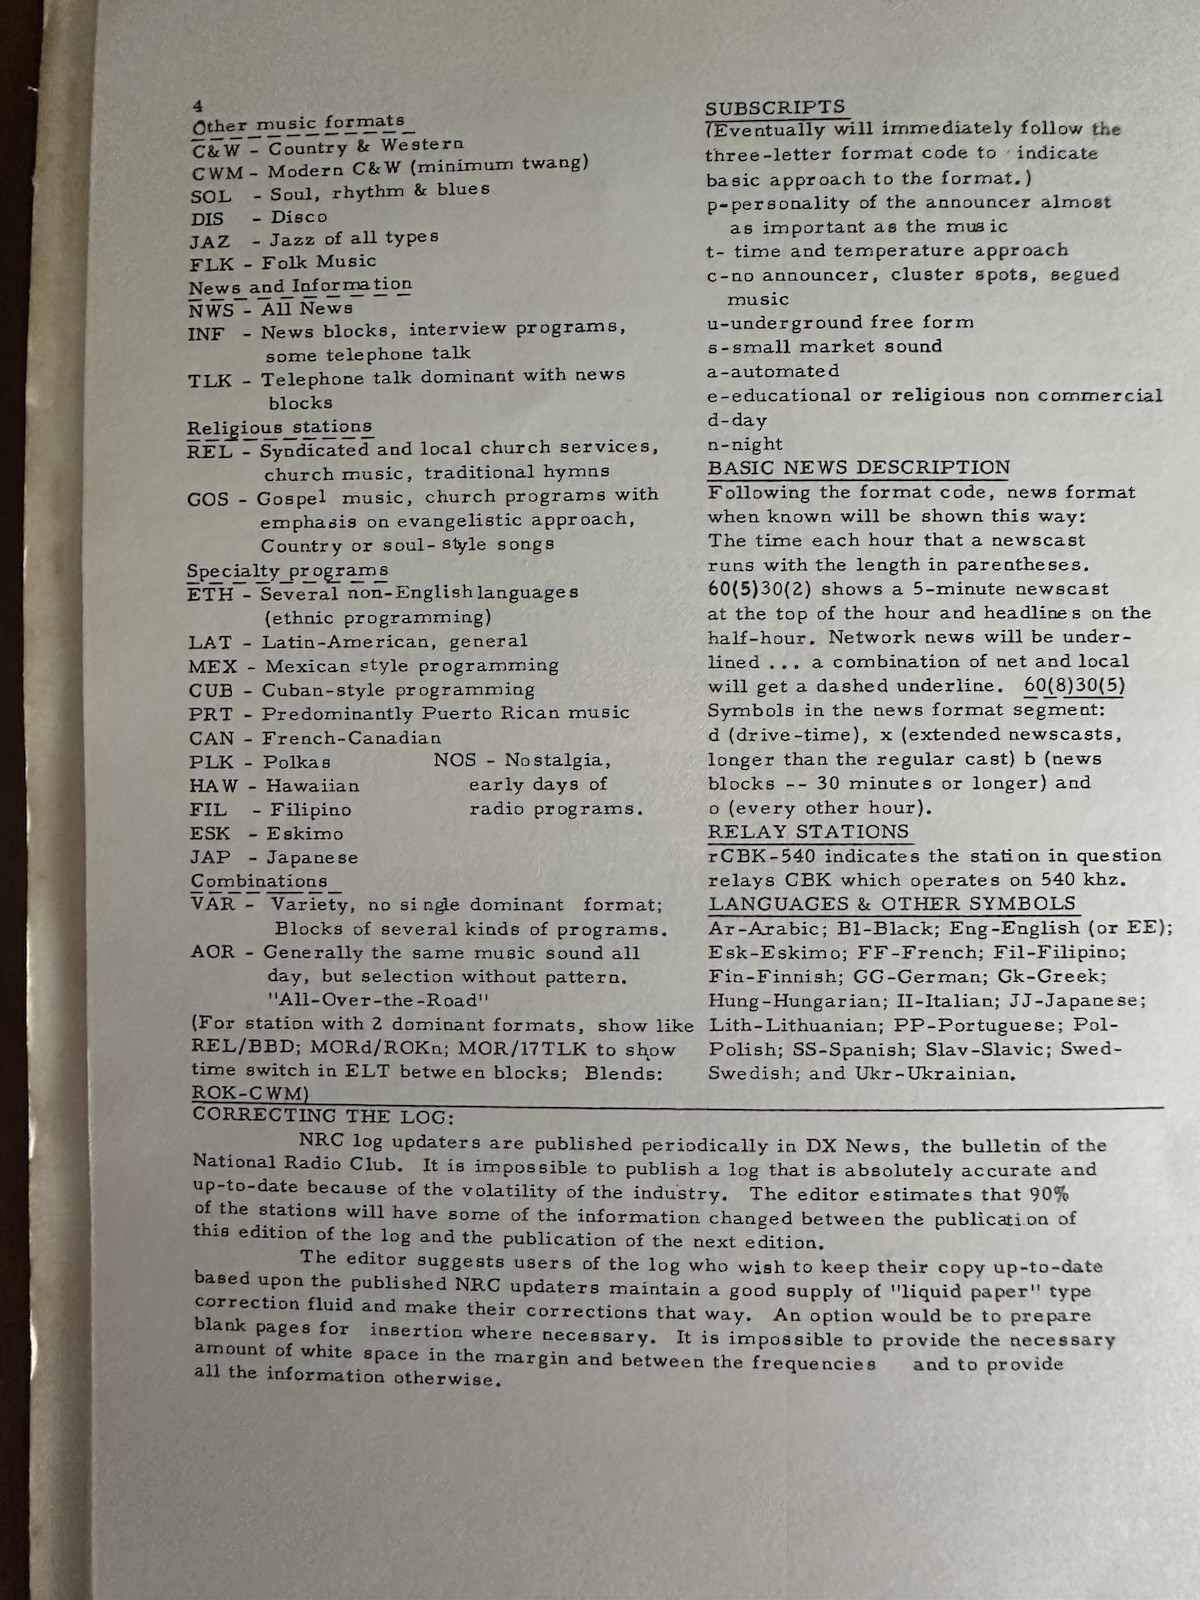 4
Other music formats
C&W - Country & Western
CWM - Modern C&W (minimum twang)
SOL - Soul, rhythm & blues
DIS - Disco
JAZ - Jazz of all types
FLK - Folk Music
News and Information
NWS - All News
INF - News blocks, interview programs,
some telephone talk
TLK - Telephone talk dominant with news
blocks
Religious stations
REL - Syndicated and local church services,
church music, traditional hymns
GOS - Gospel music, church programs with
emphasis on evangelistic approach,
Country or soul-style songs
Specialty programs
ETH - Several non-English languages
(ethnic programming)
LAT - Latin-American, general
MEX - Mexican style programming
CUB - Cuban-style programming
PRT - Predominantly Puerto Rican music
CAN - French-Canadian
PLK - Polkas
HAW - Hawaiian
FIL - Filipino
ESK - Eskimo
JAP - Japanese
NOS - Nostalgia,
early days of
radio programs.
Combinations
VAR - Variety, no single dominant format;
Blocks of several kinds of programs.
AOR - Generally the same music sound all
day, but selection without pattern.
"All-Over-the-Road"
(For station with 2 dominant formats, show like
REL/BBD; MORd/ROKn; MOR/17TLK to show
time switch in ELT between blocks; Blends:
ROK-CWM)
SUBSCRIPTS
(Eventually will immediately follow the
three-letter format code to indicate
basic approach to the format.)
p-personality of the announcer almost
as important as the music
t- time and temperature approach
c-no announcer, cluster spots, segued
music
u-underground free form
s-small market sound
a-automated
e-educational or religious non commercial
d-day
n-night
BASIC NEWS DESCRIPTION
Following the format code, news format
when known will be shown this way:
The time each hour that a newscast
runs with the length in parentheses.
60(5)30(2) shows a 5-minute newscast
at the top of the hour and headlines on the
half-hour. Network news will be under-
lined ... a combination of net and local
will get a dashed underline. 60(8)30(5)
Symbols in the news format segment:
d (drive-time), x (extended newscasts,
longer than the regular cast) b (news
blocks -- 30 minutes or longer) and
o (every other hour).
RELAY STATIONS
rCBK-540 indicates the station in question
relays CBK which operates on 540 khz.
LANGUAGES & OTHER SYMBOLS
Ar-Arabic; Bl-Black; Eng-English (or EE);
Esk-Eskimo; FF-French; Fil-Filipino;
Fin-Finnish; GG-German; Gk-Greek;
Hung-Hungarian; II-Italian; JJ-Japanese;
Lith-Lithuanian; PP-Portuguese; Pol-
Polish; SS-Spanish; Slav-Slavic; Swed-
Swedish; and Ukr-Ukrainian.
CORRECTING THE LOG:
NRC log updaters are published periodically in DX News, the bulletin of the
National Radio Club. It is impossible to publish a log that is absolutely accurate and
up-to-date because of the volatility of the industry. The editor estimates that 90%
of the stations will have some of the information changed between the publication of
this edition of the log and the publication of the next edition.
The editor suggests users of the log who wish to keep their copy up-to-date
based upon the published NRC updaters maintain a good supply of "liquid paper" type
correction fluid and make their corrections that way. An option would be to prepare
blank pages for insertion where necessary. It is impossible to provide the necessary
amount of white space in the margin and between the frequencies and to provide
all the information otherwise.